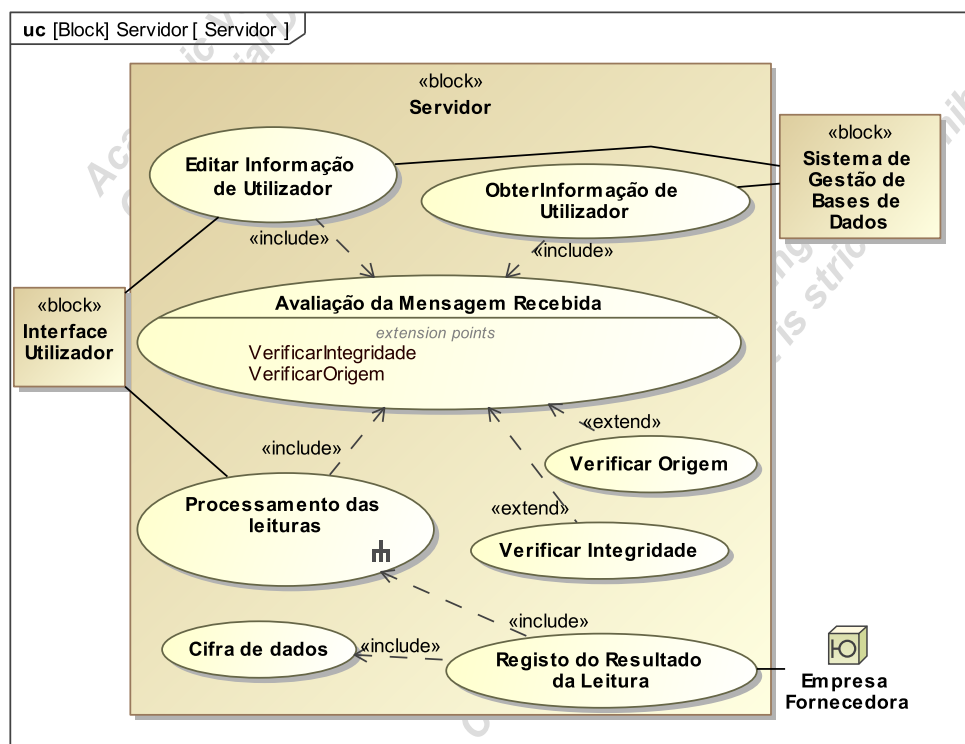 uc [Block] Servidor [ Servidor ]
«block»
Servidor
«block»
Sistema de
Gestão de
Bases de
Dados
Editar Informação
de Utilizador
ObterInformação de
Utilizador
«include»
«include»
«block»
Interface
Utilizador
Avaliação da Mensagem Recebida
extension points
VerificarIntegridade
VerificarOrigem
«extend»
«include»
Verificar Origem
Processamento das
leituras
«extend»
Verificar Integridade
«include»
Cifra de dados
«include»
Registo do Resultado
da Leitura
Empresa
Fornecedora
is stric